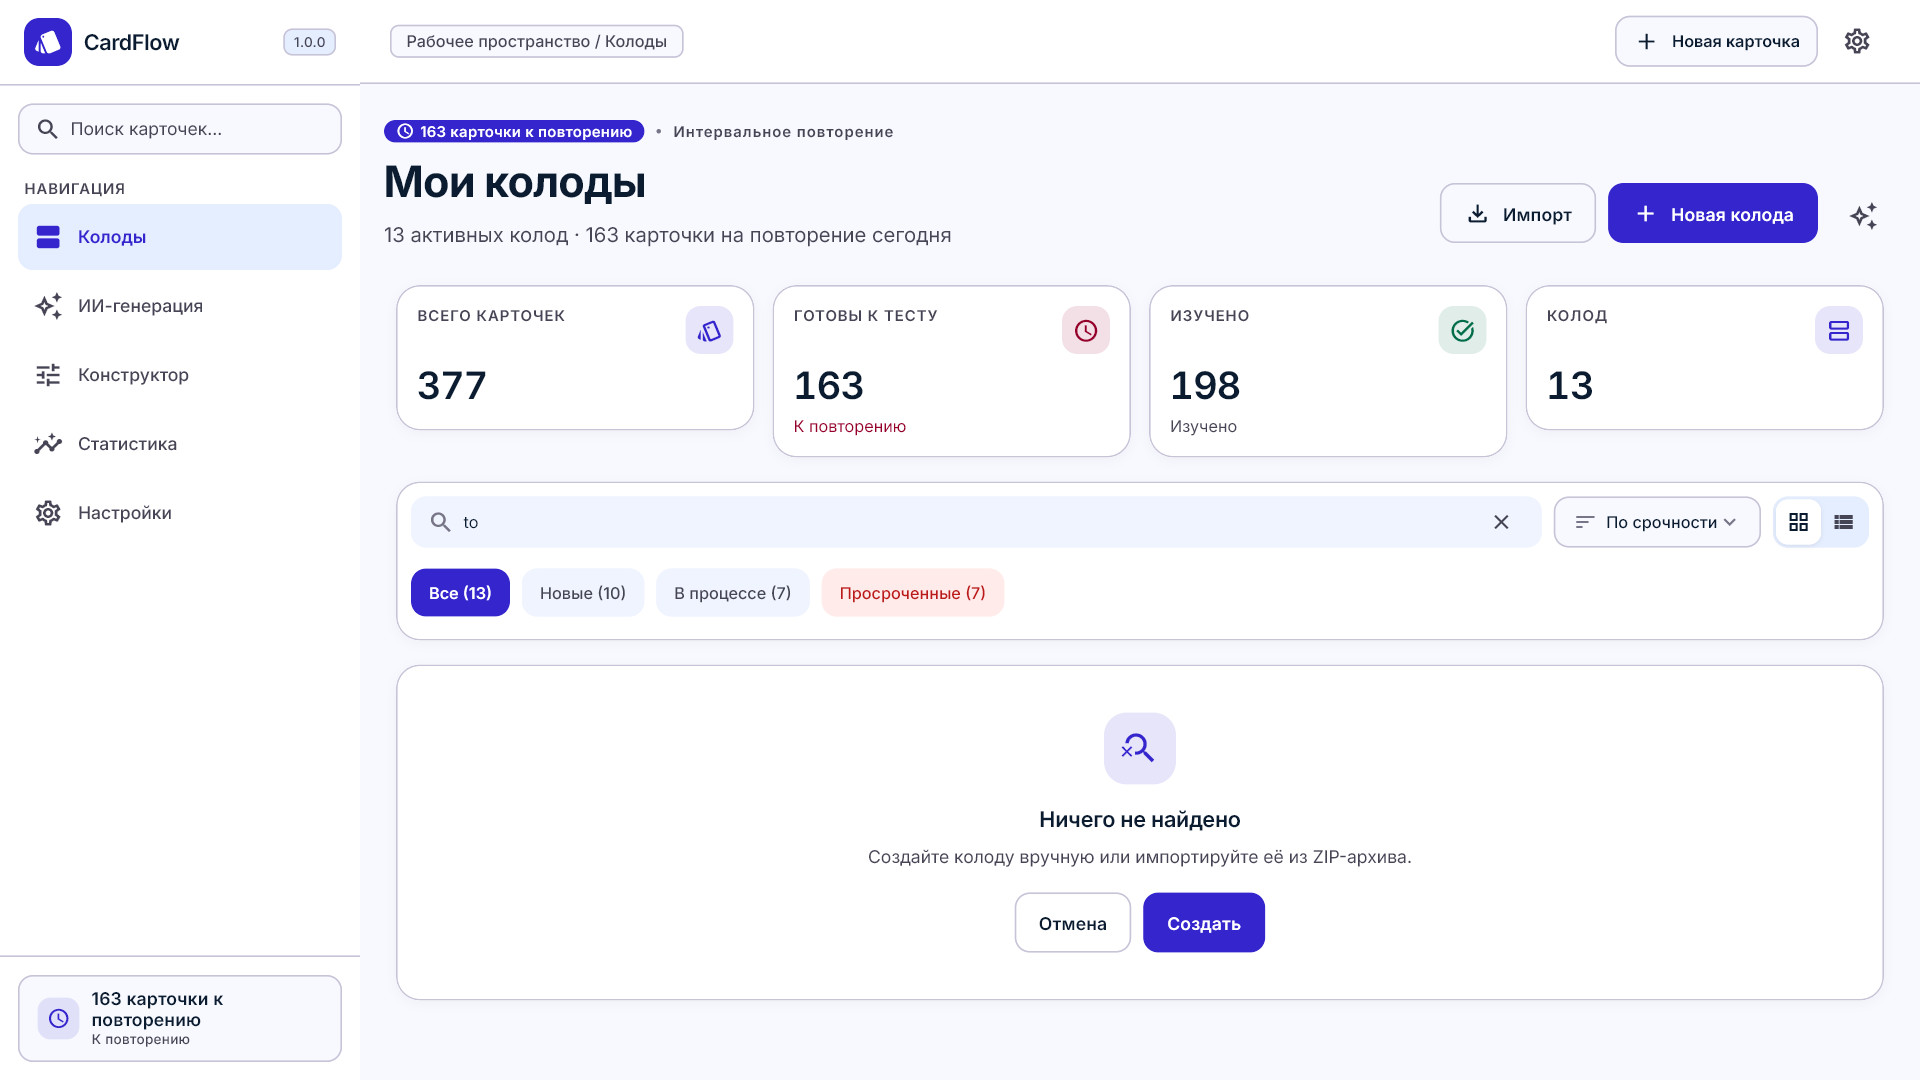 CardFlow
1.0.0
Рабочее пространство / Колоды
Новая карточка
Поиск карточек...
НАВИГАЦИЯ
Колоды
ИИ-генерация
Конструктор
Статистика
Настройки
163 карточки к повторению
К повторению
163 карточки к повторению • Интервальное повторение
Мои колоды
13 активных колод · 163 карточки на повторение сегодня
Импорт
Новая колода
ВСЕГО КАРТОЧЕК
377
ГОТОВЫ К ТЕСТУ
163
К повторению
ИЗУЧЕНО
198
Изучено
КОЛОД
13
to
По срочности
Все (13)
Новые (10)
В процессе (7)
Просроченные (7)
Ничего не найдено
Создайте колоду вручную или импортируйте её из ZIP-архива.
Отмена
Создать